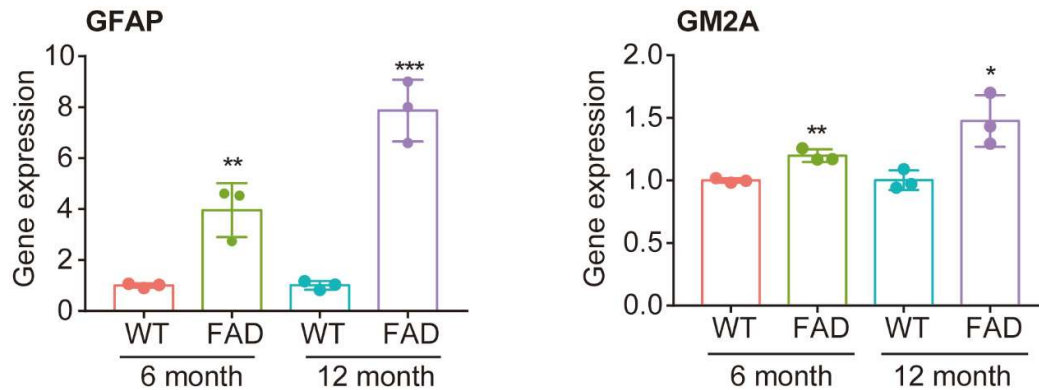 GFAP
Gene expression
10
8
6
4
2
0
**
***
WT FAD WT FAD
6 month 12 month
GM2A
Gene expression
2.0
1.5
1.0
0.5
0.0
**
*
WT FAD WT FAD
6 month 12 month